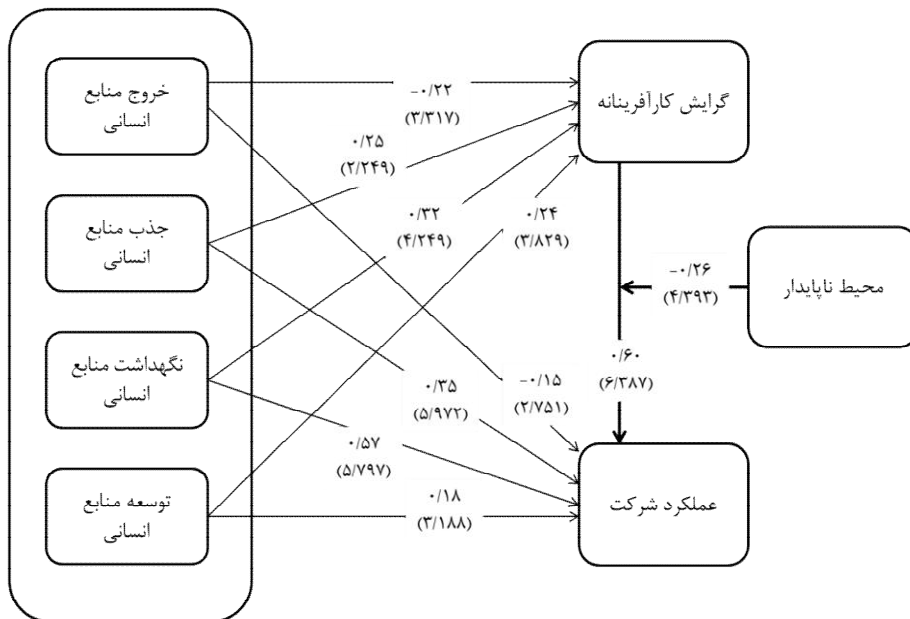 خروج منابع
انسانی
جذب منابع
انسانی
نگهداشت منابع
انسانی
توسعه منابع
انسانی
گرایش کارآفرینانه
محیط ناپایدار
عملکرد شرکت
-۰/۲۲
(۳/۳۱۷)
۰/۲۵
(۲/۲۴۹)
۰/۳۲
(۴/۲۴۹)
۰/۲۴
(۳/۸۲۹)
-۰/۲۶
(۴/۳۹۳)
۰/۶۰
(۶/۳۸۷)
-۰/۱۵
(۲/۷۵۱)
۰/۳۵
(۵/۹۷۲)
۰/۵۷
(۵/۷۹۷)
۰/۱۸
(۳/۱۸۸)